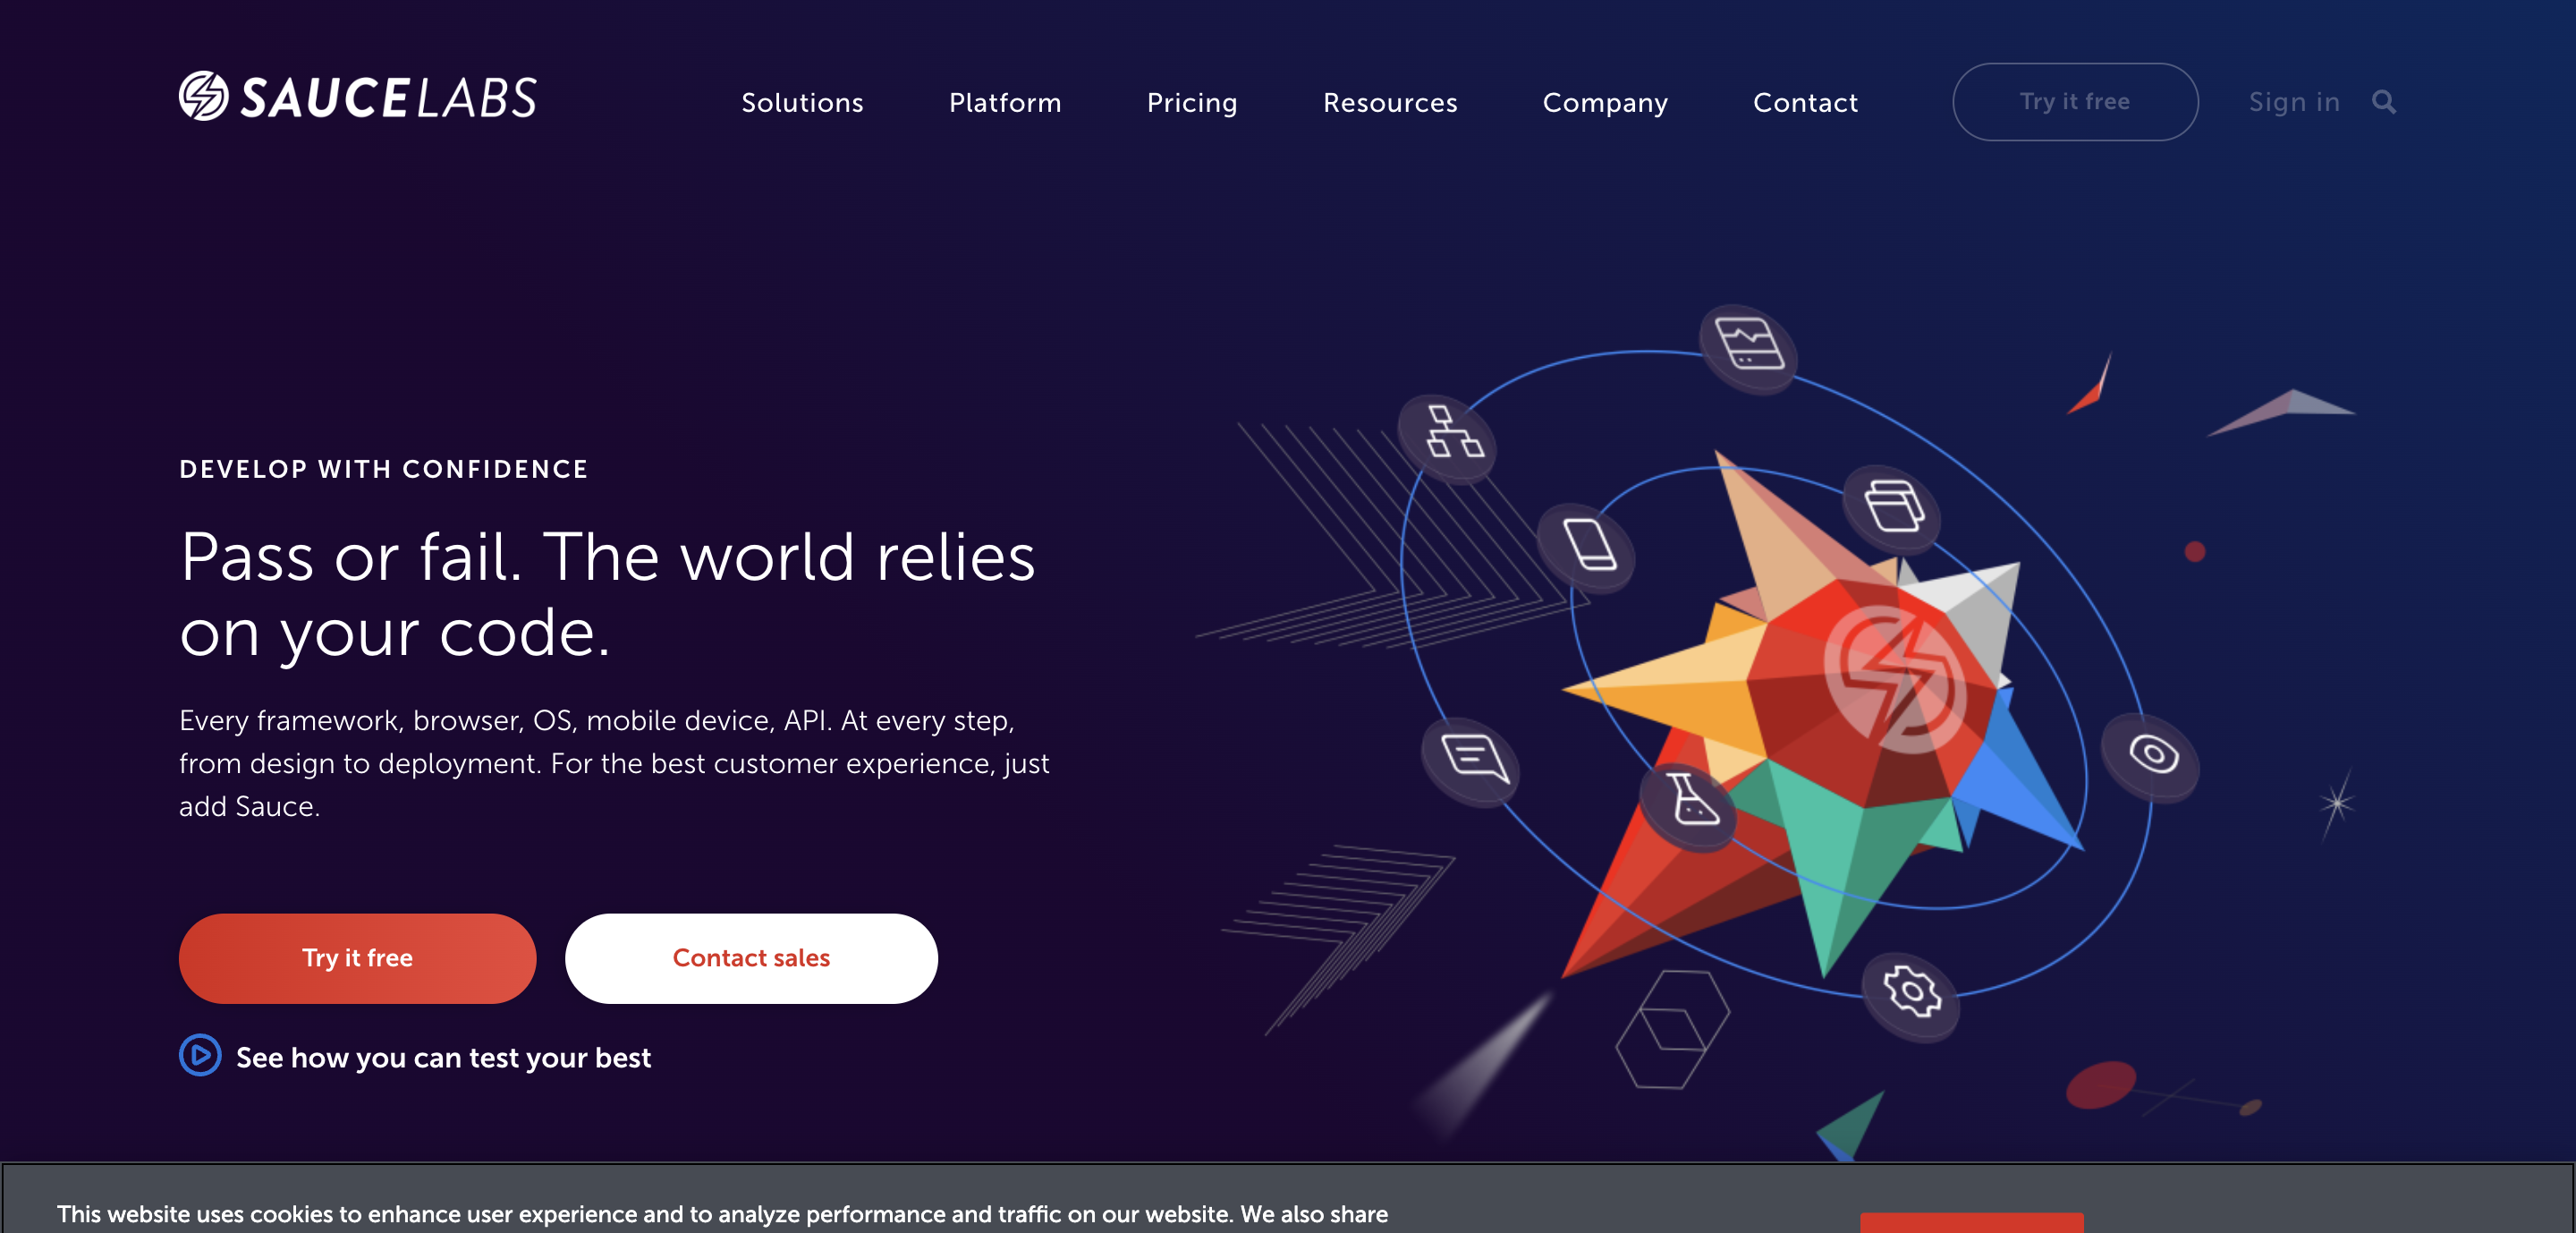 SAUCELABS
Solutions
Platform
Pricing
Resources
Company
Contact
Try it free
Sign in
DEVELOP WITH CONFIDENCE
Pass or fail. The world relies
on your code.
Every framework, browser, OS, mobile device, API. At every step,
from design to deployment. For the best customer experience, just
add Sauce.
Try it free
Contact sales
See how you can test your best
This website uses cookies to enhance user experience and to analyze performance and traffic on our website. We also share